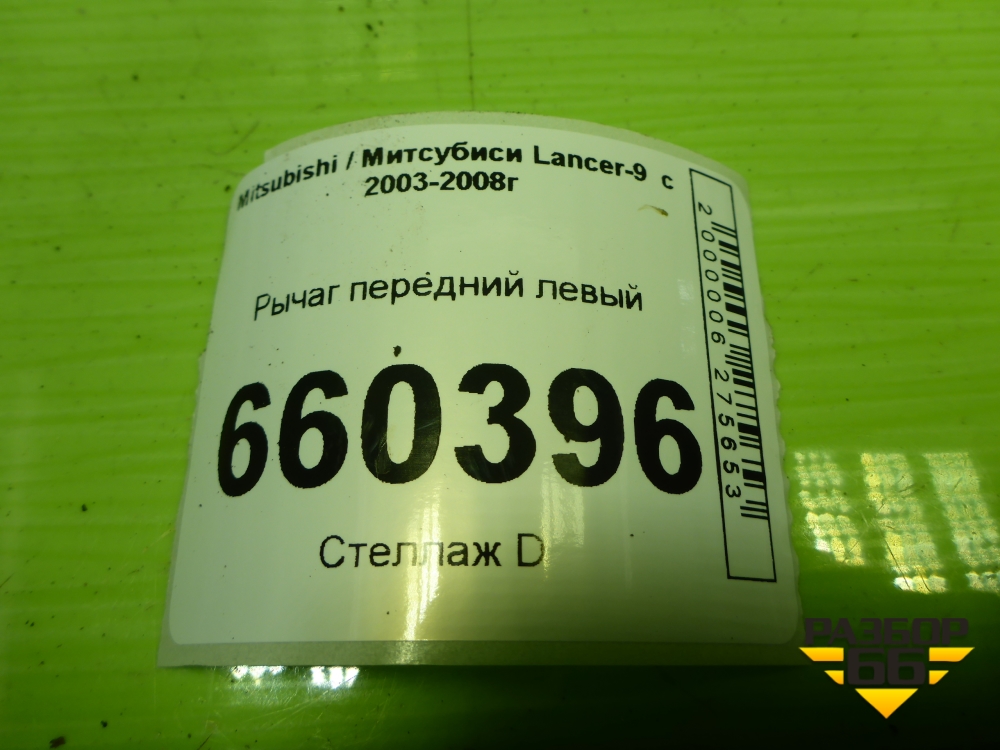 Mitsubishi / Митсубиси Lancer-9 с
2003-2008г
Рычаг передний левый
660396
Стеллаж D
2000006275653
РАЗБОР
66